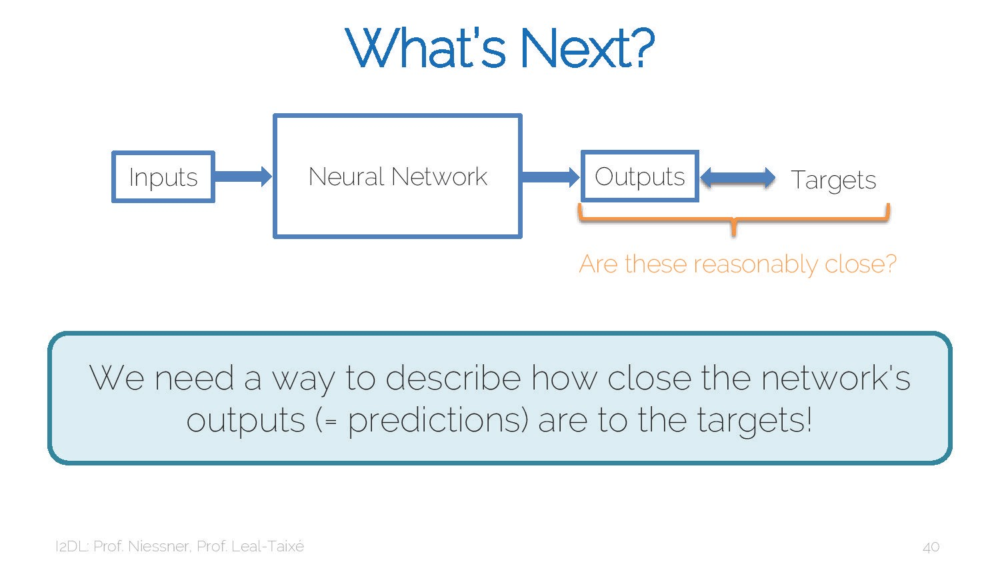 What's Next?
Inputs
Neural Network
Outputs
Targets
Are these reasonably close?
We need a way to describe how close the network's
outputs (= predictions) are to the targets!
I2DL: Prof. Niessner, Prof. Leal-Taixé
40